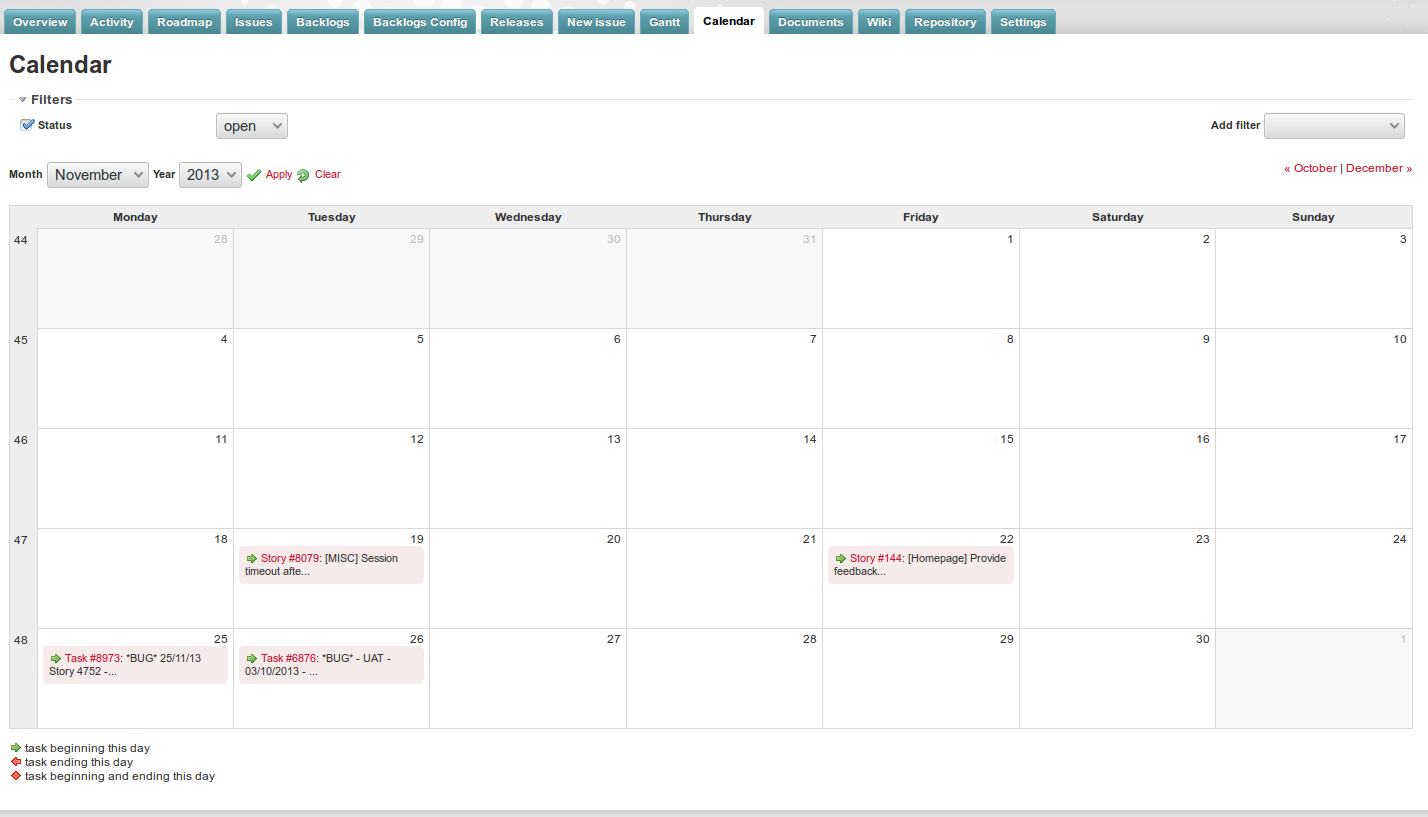 Overview Activity Roadmap Issues Backlogs Backlogs Config Releases New issue Gantt Calendar Documents Wiki Repository Settings
Calendar
Filters
Status open Add filter
Month November Year 2013 Apply Clear « October | December »
Monday Tuesday Wednesday Thursday Friday Saturday Sunday
44 28 29 30 31 1 2 3
45 4 5 6 7 8 9 10
46 11 12 13 14 15 16 17
47 18 19 20 21 22 23 24
Story #8079: [MISC] Session
timeout afte...
Story #144: [Homepage] Provide
feedback...
48 25 26 27 28 29 30 1
Task #8973: *BUG* 25/11/13
Story 4752 -...
Task #6876: *BUG* - UAT -
03/10/2013 - ...
task beginning this day
task ending this day
task beginning and ending this day